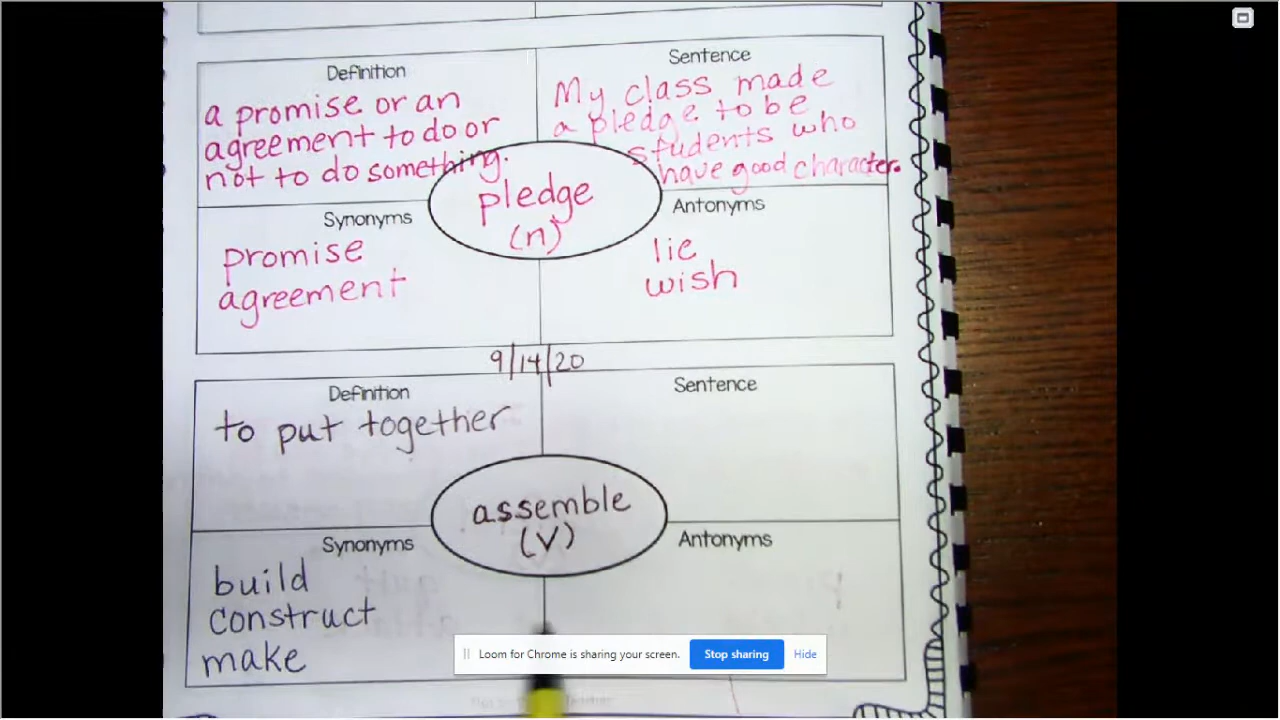 Definition
a promise or an
agreement to do or
not to do something.
Sentence
My class made
a pledge to be
students who
have good character.
pledge
(n)
Synonyms
promise
agreement
Antonyms
lie
wish
9/14/20
Definition
to put together
Sentence
assemble
(V)
Synonyms
build
construct
make
Antonyms
Loom for Chrome is sharing your screen.
Stop sharing
Hide